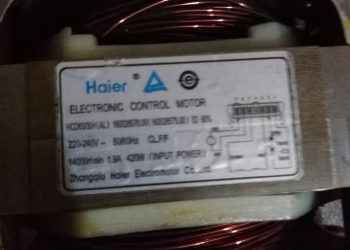 Haier
ELECTRONIC CONTROL MOTOR
220-240V~ 50/60Hz CL.F/F
14000r/min 1.9A 420W (INPUT POWER)
Zhangqiu Haier Electromotor Co.,Ltd.